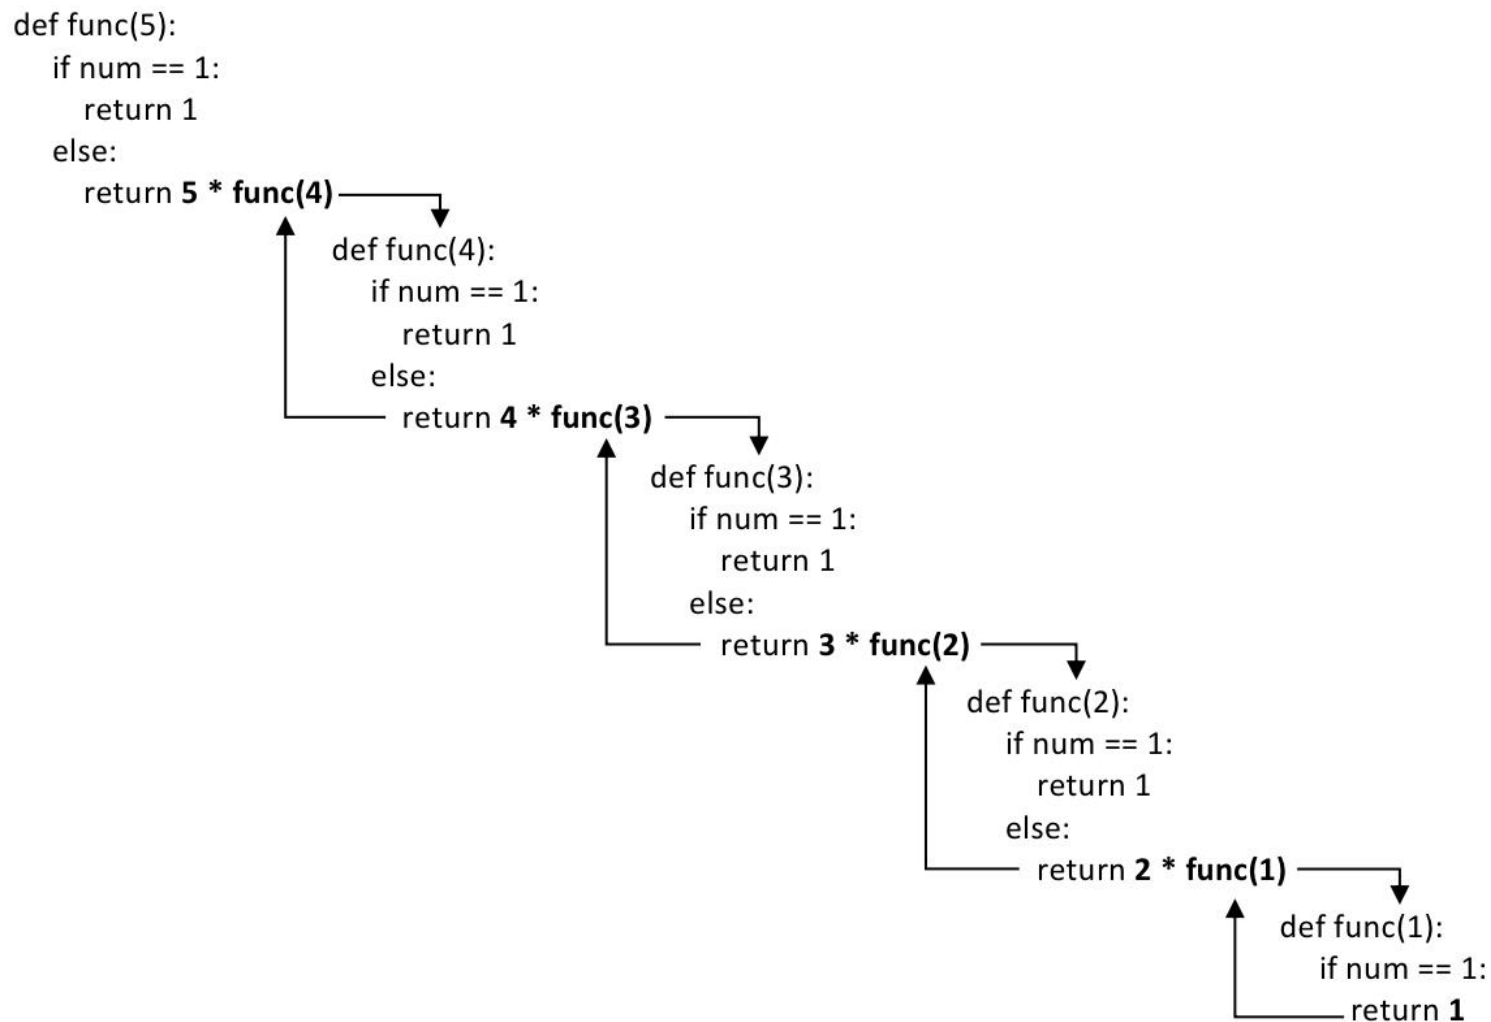 def func(5):
if num == 1:
return 1
else:
return 5 * func(4)
def func(4):
if num == 1:
return 1
else:
return 4 * func(3)
def func(3):
if num == 1:
return 1
else:
return 3 * func(2)
def func(2):
if num == 1:
return 1
else:
return 2 * func(1)
def func(1):
if num == 1:
return 1